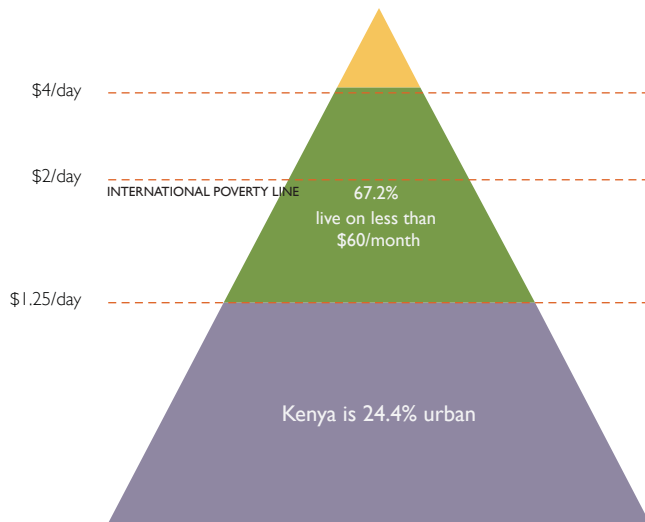 $4/day
$2/day
INTERNATIONAL POVERTY LINE
67.2%
live on less than
$60/month
$1.25/day
Kenya is 24.4% urban